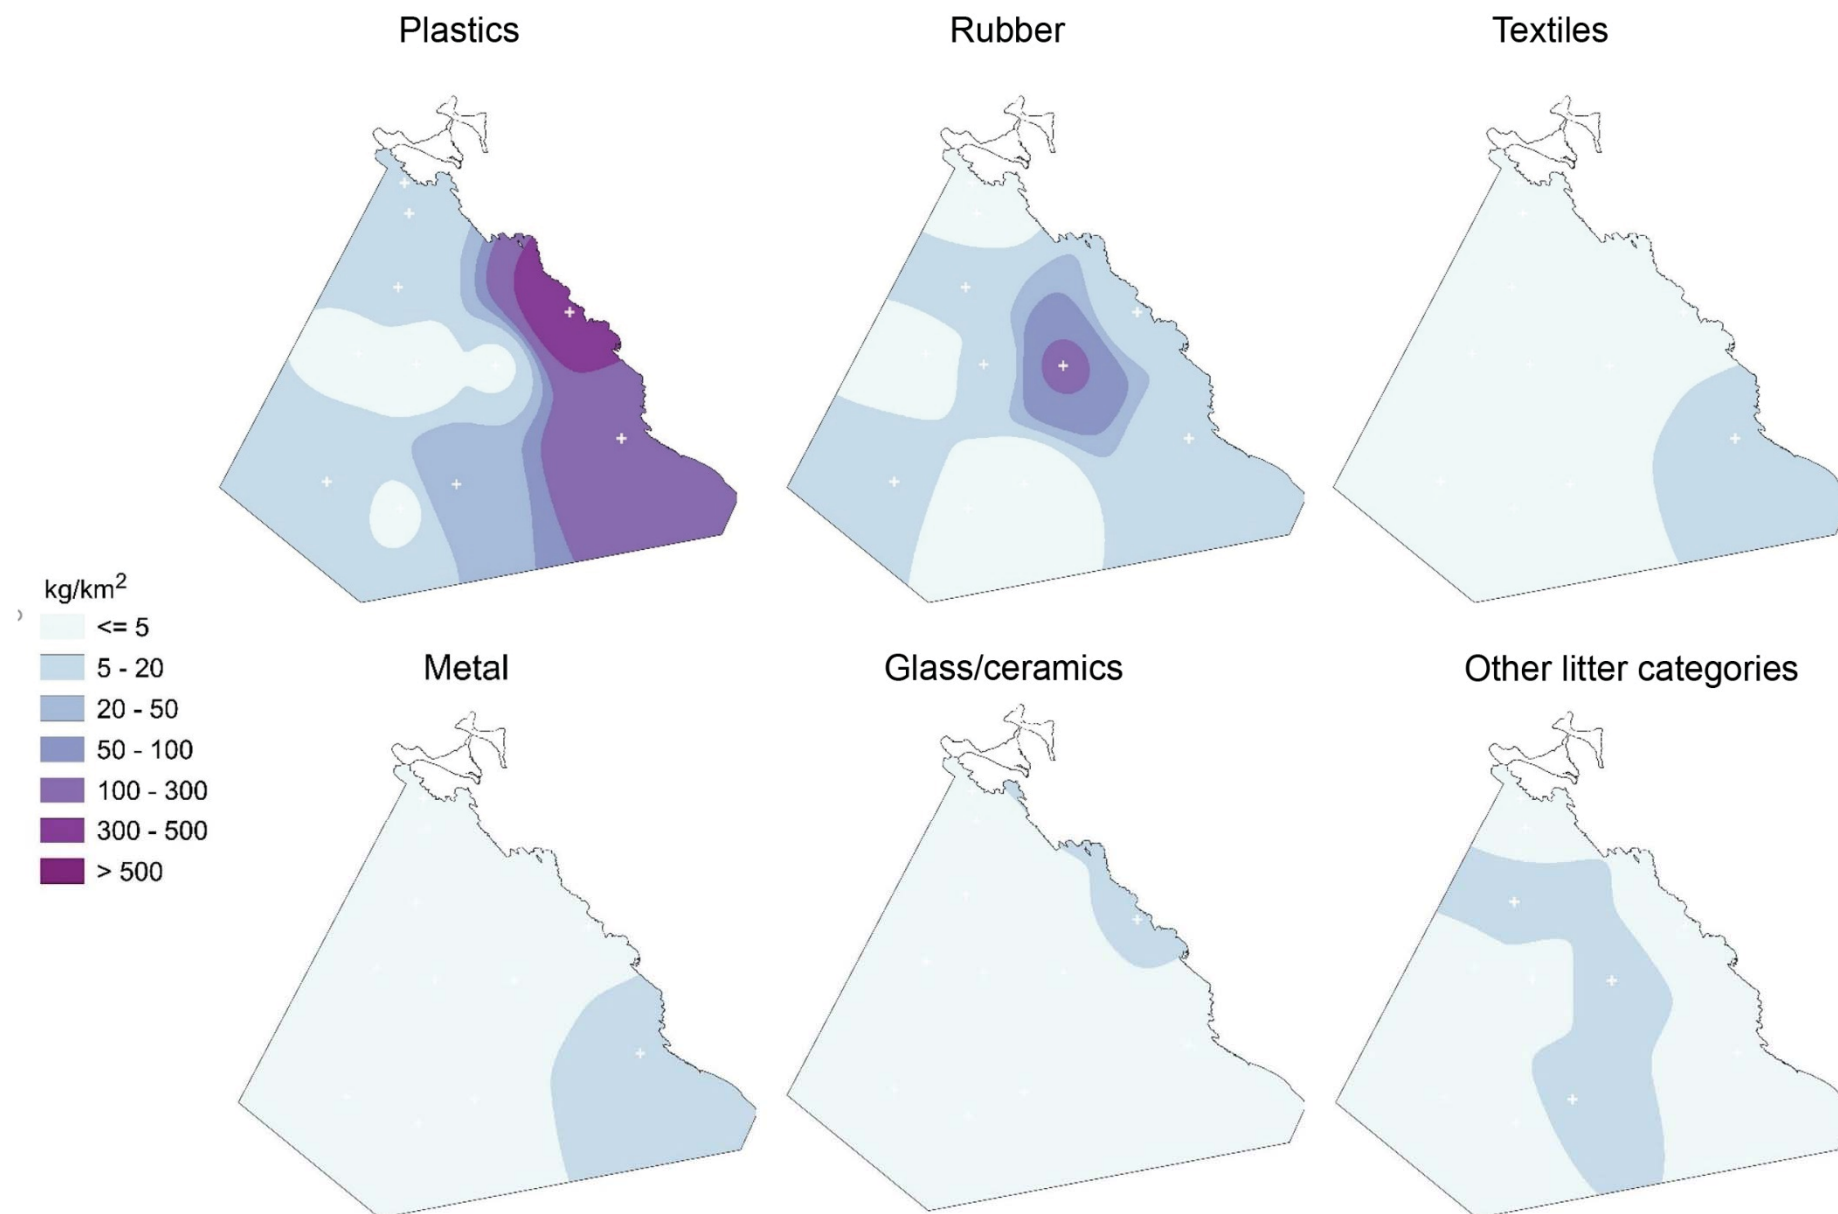 Plastics
Rubber
Textiles
kg/km²
<= 5
5 - 20
20 - 50
50 - 100
100 - 300
300 - 500
> 500
Metal
Glass/ceramics
Other litter categories